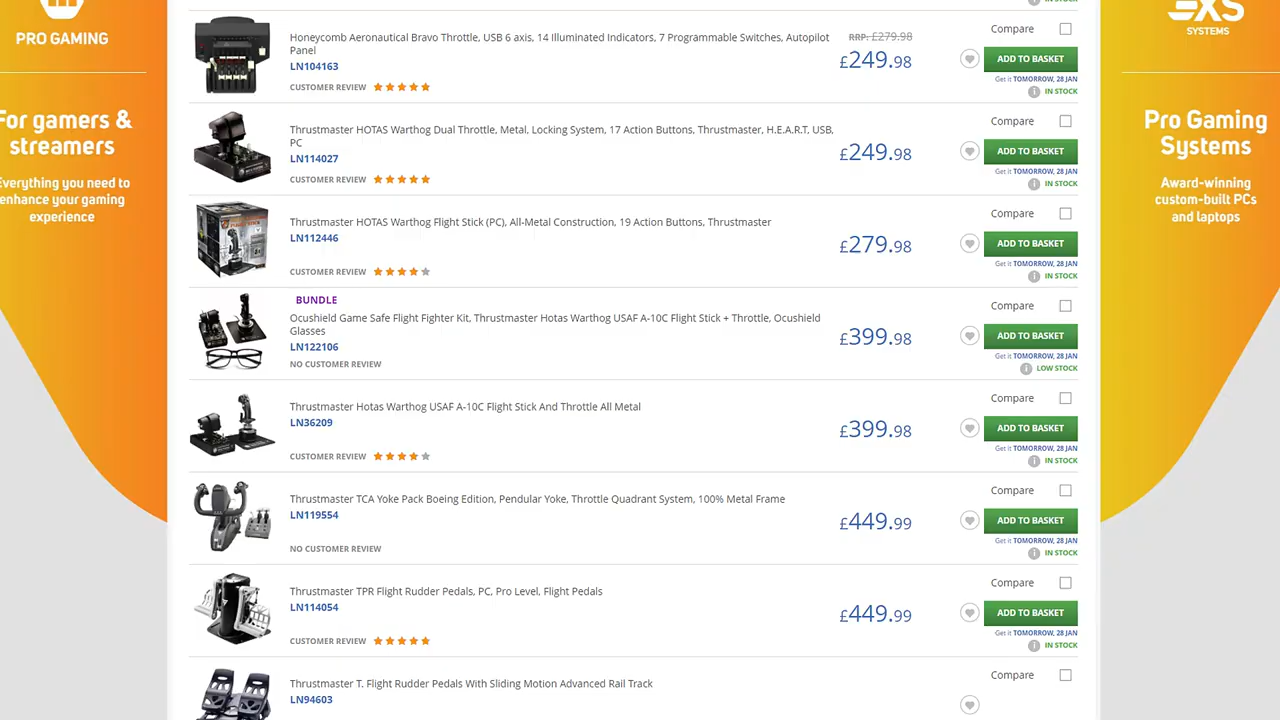 PRO GAMING
For gamers &
streamers
Everything you need to
enhance your gaming
experience
EXS
SYSTEMS
Pro Gaming
Systems
Award-winning
custom-built PCs
and laptops
IN STOCK
Honeycomb Aeronautical Bravo Throttle, USB 6 axis, 14 Illuminated Indicators, 7 Programmable Switches, Autopilot
Panel
LN104163
CUSTOMER REVIEW
RRP: £279.98
£249.98
Compare
ADD TO BASKET
Get it TOMORROW, 28 JAN
IN STOCK
Thrustmaster HOTAS Warthog Dual Throttle, Metal, Locking System, 17 Action Buttons, Thrustmaster, H.E.A.R.T, USB,
PC
LN114027
CUSTOMER REVIEW
£249.98
Compare
ADD TO BASKET
Get it TOMORROW, 28 JAN
IN STOCK
Thrustmaster HOTAS Warthog Flight Stick (PC), All-Metal Construction, 19 Action Buttons, Thrustmaster
LN112446
CUSTOMER REVIEW
£279.98
Compare
ADD TO BASKET
Get it TOMORROW, 28 JAN
IN STOCK
BUNDLE
Ocushield Game Safe Flight Fighter Kit, Thrustmaster Hotas Warthog USAF A-10C Flight Stick + Throttle, Ocushield
Glasses
LN122106
NO CUSTOMER REVIEW
£399.98
Compare
ADD TO BASKET
Get it TOMORROW, 28 JAN
LOW STOCK
Thrustmaster Hotas Warthog USAF A-10C Flight Stick And Throttle All Metal
LN36209
CUSTOMER REVIEW
£399.98
Compare
ADD TO BASKET
Get it TOMORROW, 28 JAN
IN STOCK
Thrustmaster TCA Yoke Pack Boeing Edition, Pendular Yoke, Throttle Quadrant System, 100% Metal Frame
LN119554
NO CUSTOMER REVIEW
£449.99
Compare
ADD TO BASKET
Get it TOMORROW, 28 JAN
IN STOCK
Thrustmaster TPR Flight Rudder Pedals, PC, Pro Level, Flight Pedals
LN114054
CUSTOMER REVIEW
£449.99
Compare
ADD TO BASKET
Get it TOMORROW, 28 JAN
IN STOCK
Thrustmaster T. Flight Rudder Pedals With Sliding Motion Advanced Rail Track
LN94603
Compare